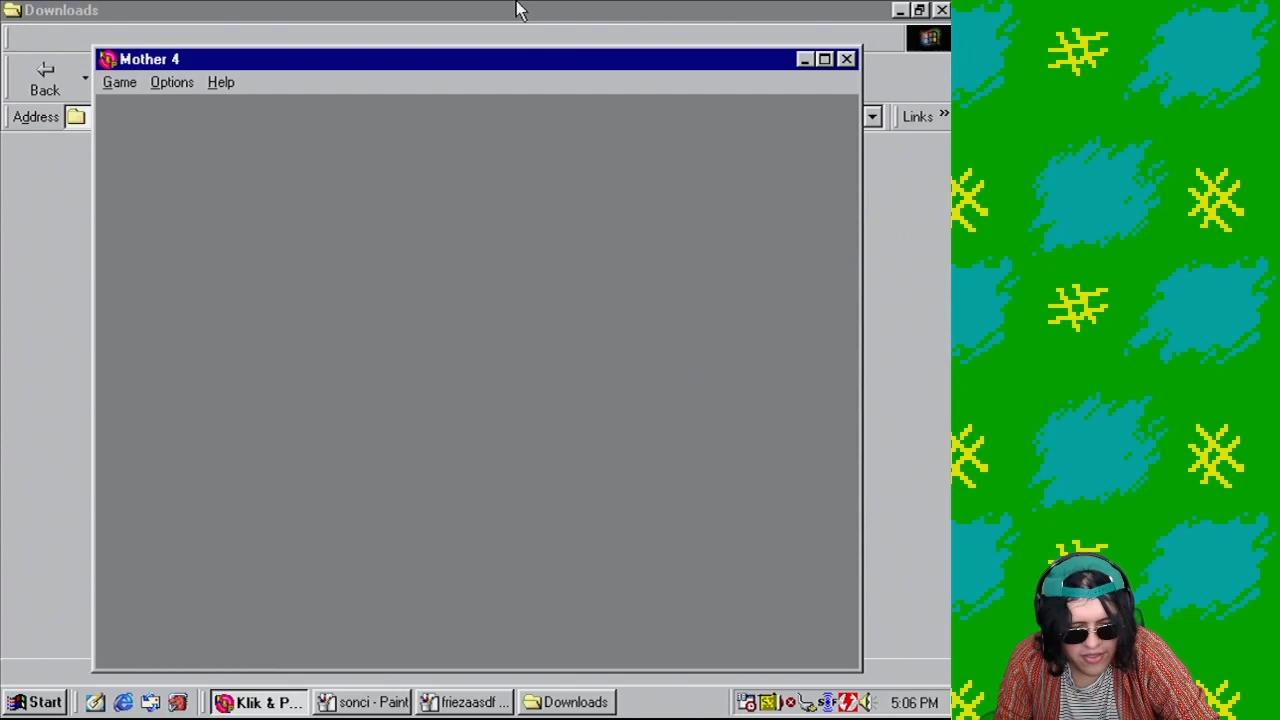 Downloads
Mother 4
Game Options Help
Back
Address
Links »
Start
Klik & P...
sonci - Paint
friezaasdf ...
Downloads
5:06 PM